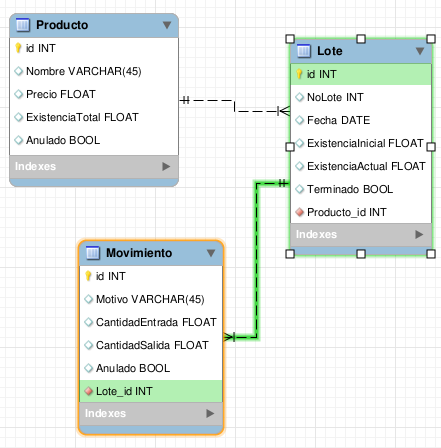 Producto
id INT
Nombre VARCHAR(45)
Precio FLOAT
ExistenciaTotal FLOAT
Anulado BOOL
Indexes
Lote
id INT
NoLote INT
Fecha DATE
ExistenciaInicial FLOAT
ExistenciaActual FLOAT
Terminado BOOL
Producto_id INT
Indexes
Movimiento
id INT
Motivo VARCHAR(45)
CantidadEntrada FLOAT
CantidadSalida FLOAT
Anulado BOOL
Lote_id INT
Indexes